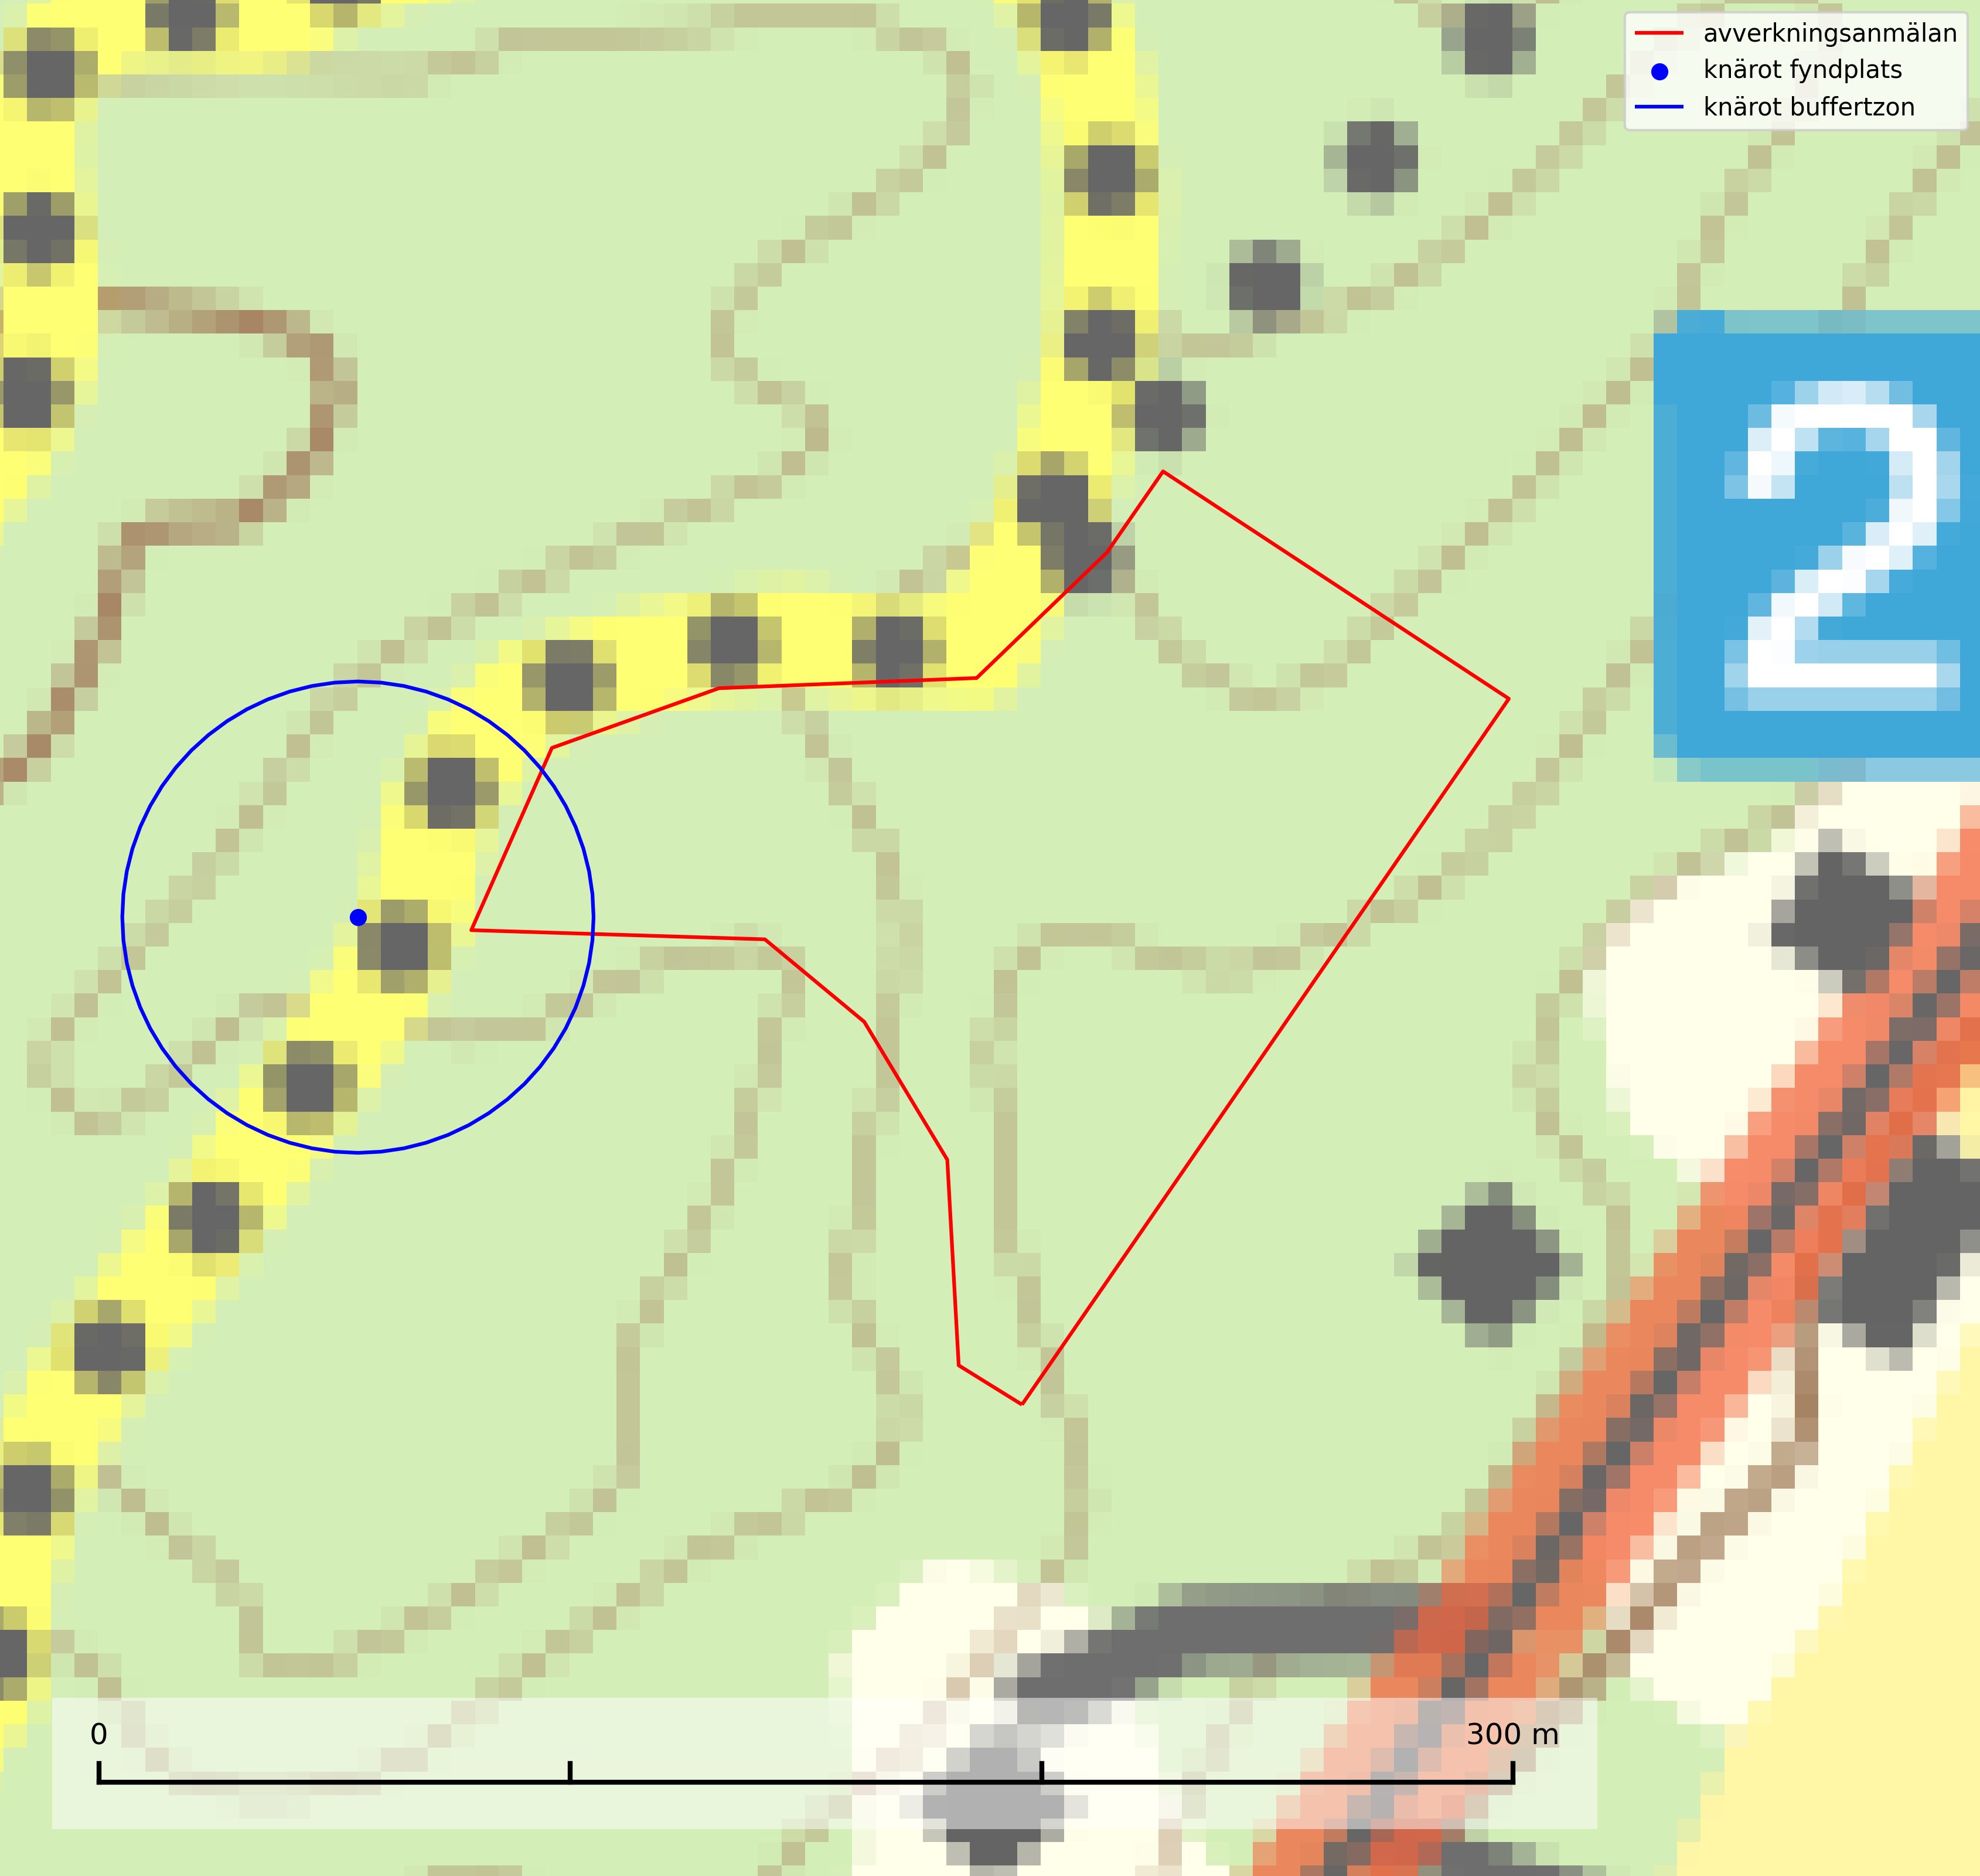 avverkningsanmälan
knärot fyndplats
knärot buffertzon
2
0 300 m